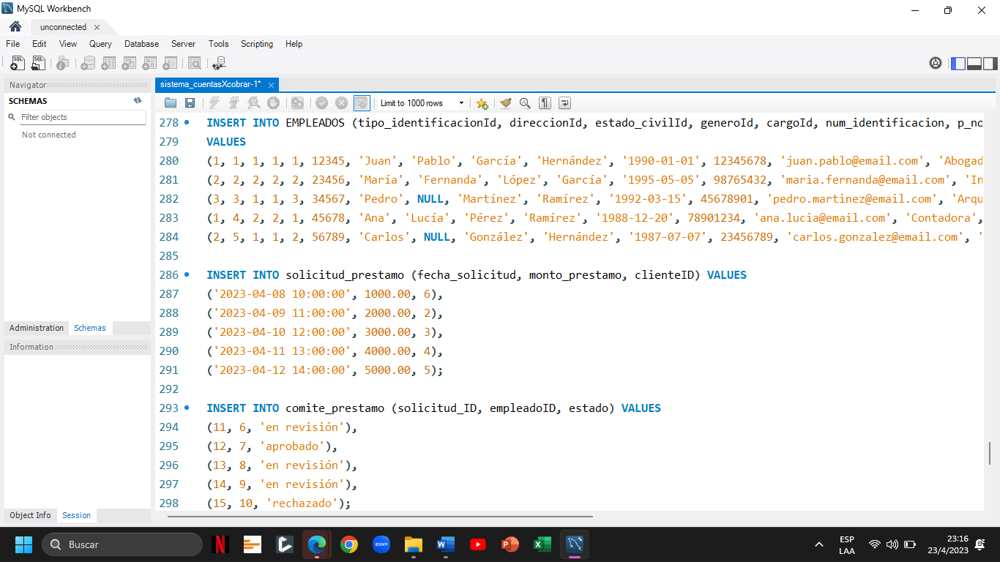 MySQL Workbench
unconnected
File Edit View Query Database Server Tools Scripting Help
Navigator
SCHEMAS
Filter objects
Not connected
Administration Schemas
Information
Object Info Session
sistema_cuentasXcobrar-1*
Limit to 1000 rows
278 INSERT INTO EMPLEADOS (tipo_identificacionId, direccionId, estado_civilId, generoId, cargoId, num_identificacion, p_no
279 VALUES
280 (1, 1, 1, 1, 1, 12345, 'Juan', 'Pablo', 'García', 'Hernández', '1990-01-01', 12345678, 'juan.pablo@email.com', 'Abogad
281 (2, 2, 2, 2, 2, 23456, 'María', 'Fernanda', 'López', 'García', '1995-05-05', 98765432, 'maria.fernanda@email.com', 'In
282 (3, 3, 1, 1, 3, 34567, 'Pedro', NULL, 'Martínez', 'Ramírez', '1992-03-15', 45678901, 'pedro.martinez@email.com', 'Arqu
283 (1, 4, 2, 2, 1, 45678, 'Ana', 'Lucía', 'Pérez', 'Ramírez', '1988-12-20', 78901234, 'ana.lucia@email.com', 'Contadora',
284 (2, 5, 1, 1, 2, 56789, 'Carlos', NULL, 'González', 'Hernández', '1987-07-07', 23456789, 'carlos.gonzalez@email.com', '
285
286 INSERT INTO solicitud_prestamo (fecha_solicitud, monto_prestamo, clienteID) VALUES
287 ('2023-04-08 10:00:00', 1000.00, 6),
288 ('2023-04-09 11:00:00', 2000.00, 2),
289 ('2023-04-10 12:00:00', 3000.00, 3),
290 ('2023-04-11 13:00:00', 4000.00, 4),
291 ('2023-04-12 14:00:00', 5000.00, 5);
292
293 INSERT INTO comite_prestamo (solicitud_ID, empleadoID, estado) VALUES
294 (11, 6, 'en revisión'),
295 (12, 7, 'aprobado'),
296 (13, 8, 'en revisión'),
297 (14, 9, 'en revisión'),
298 (15, 10, 'rechazado');
Buscar
zoom
ESP
LAA
23:16
23/4/2023